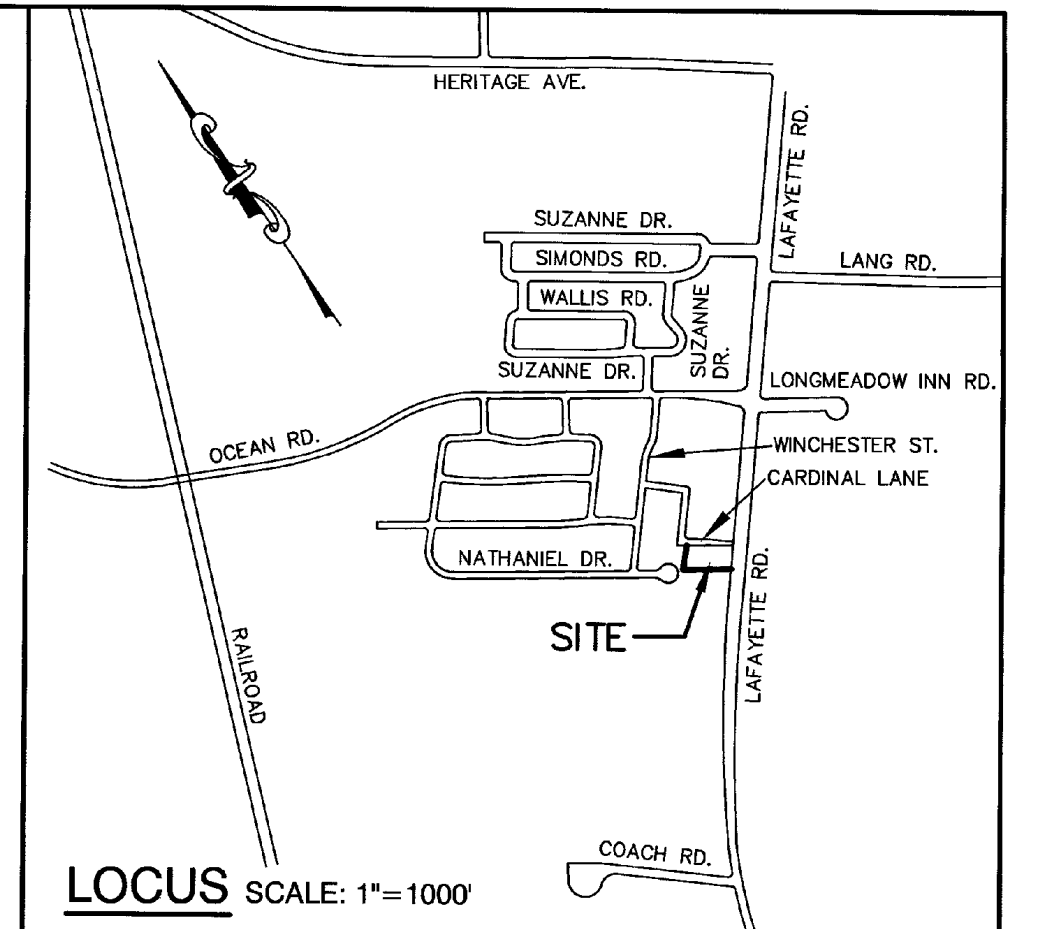 HERITAGE AVE.
LAFAYETTE RD.
SUZANNE DR.
SIMONDS RD.
LANG RD.
WALLIS RD.
SUZANNE
DR.
SUZANNE DR.
LONGMEADOW INN RD.
OCEAN RD.
WINCHESTER ST.
CARDINAL LANE
NATHANIEL DR.
LAFAYETTE RD.
SITE
RAILROAD
COACH RD.
LOCUS SCALE: 1"=1000'